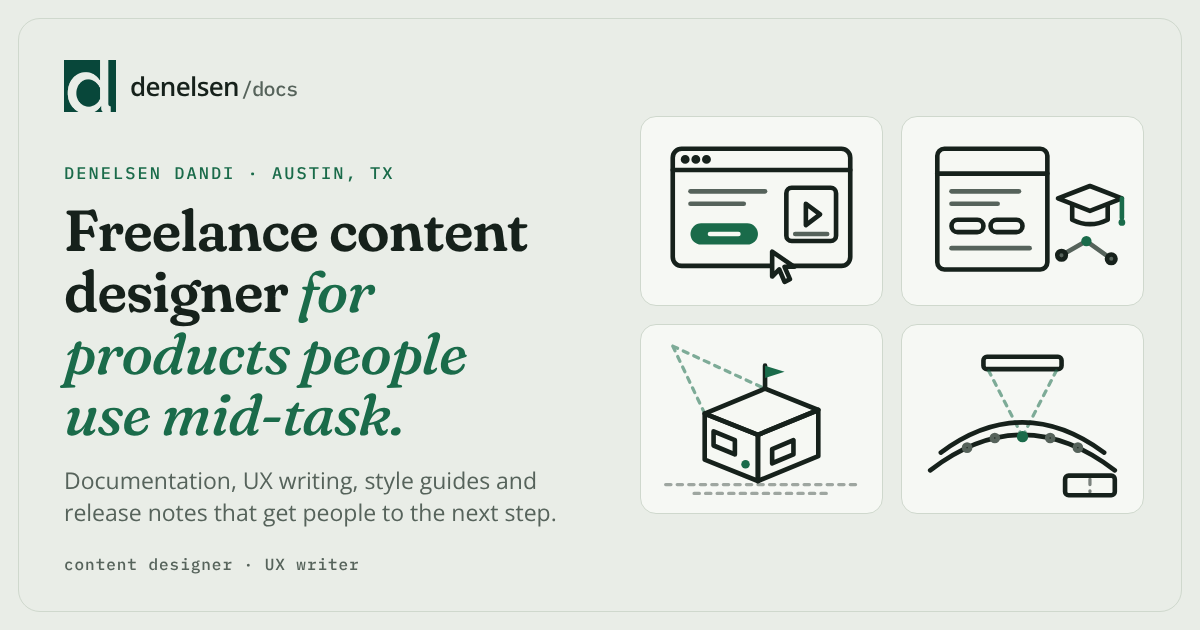 denelsen/docs
DENELSEN DANDI · AUSTIN, TX
Freelance content
designer for
products people
use mid-task.
Documentation, UX writing, style guides and
release notes that get people to the next step.
content designer · UX writer